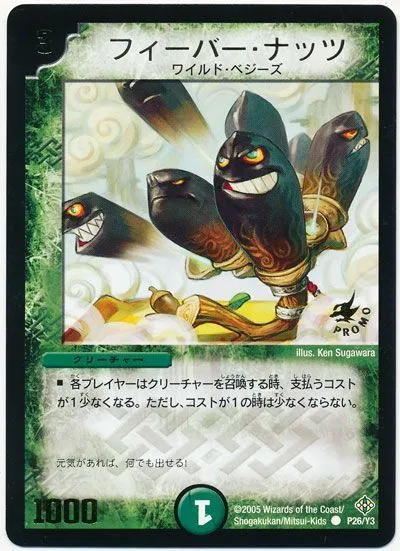 3
フィーバー・ナッツ
ワイルド・ベジーズ
PROMO
illus. Ken Sugawara
クリーチャー
■ 各プレイヤーはクリーチャーを召喚する時、支払うコスト
が1少なくなる。ただし、コストが1の時は少なくならない。
元気があれば、何でも出せる!
1000
1
©2005 Wizards of the Coast/
Shogakukan/Mitsui-Kids ● P26/Y3